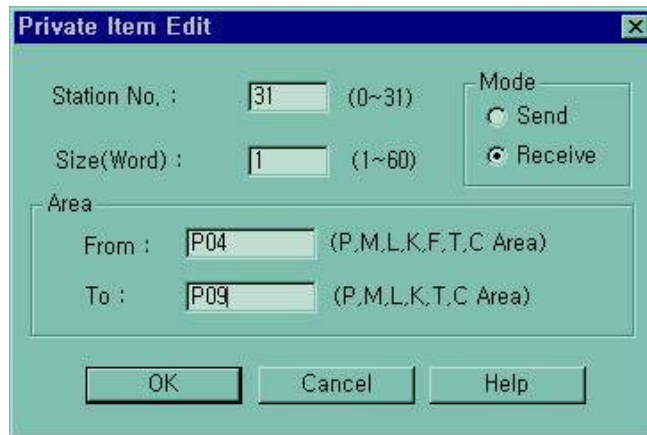 Private Item Edit
Station No. : 31 (0~31)
Mode
Send
Size(Word) : 1 (1~60)
Receive
Area
From : P04 (P,M,L,K,F,T,C Area)
To : P09 (P,M,L,K,T,C Area)
OK Cancel Help